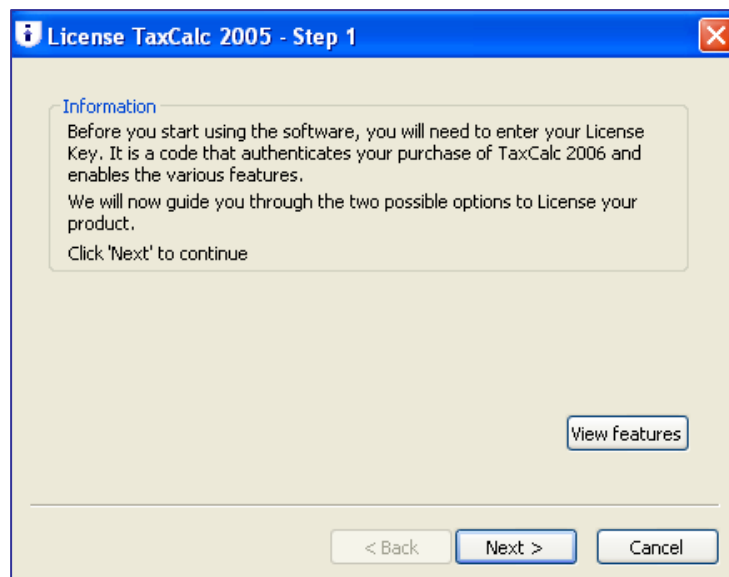 License TaxCalc 2005 - Step 1
Information
Before you start using the software, you will need to enter your License
Key. It is a code that authenticates your purchase of TaxCalc 2006 and
enables the various features.
We will now guide you through the two possible options to License your
product.
Click 'Next' to continue
View features
< Back
Next >
Cancel